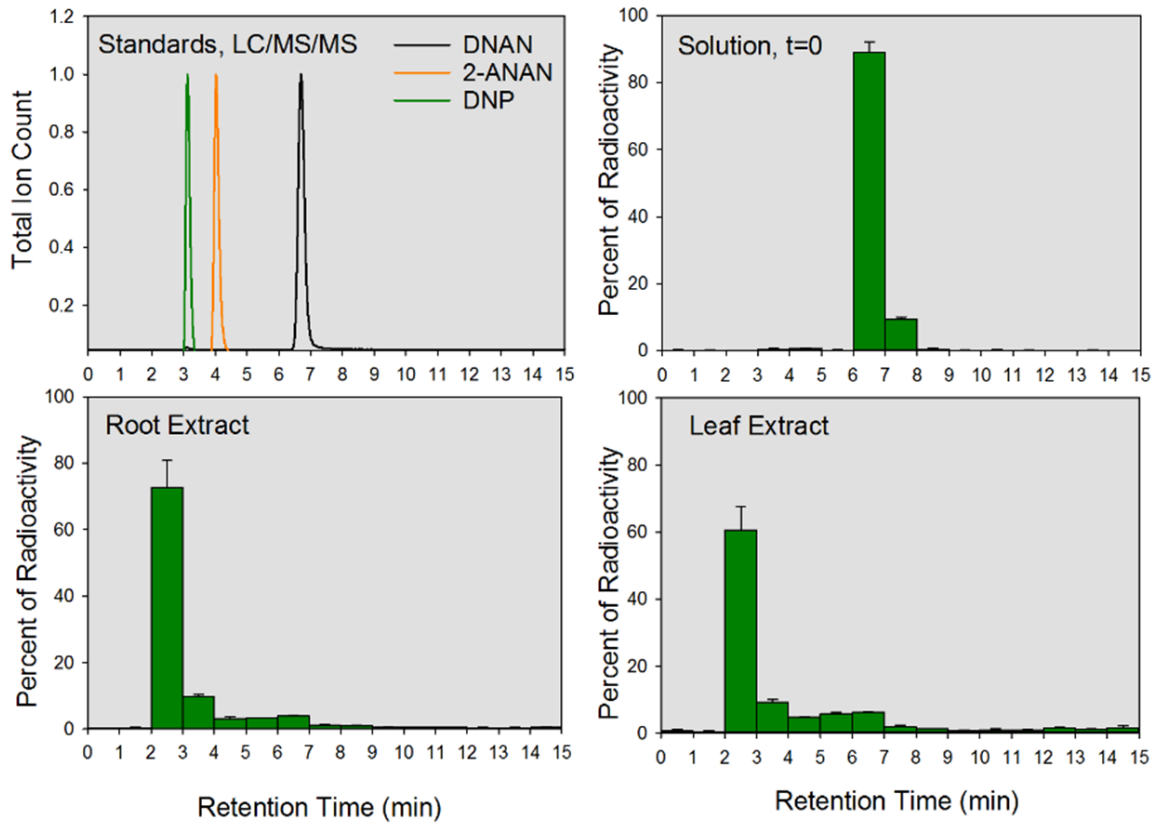 Standards, LC/MS/MS
DNAN
2-ANAN
DNP
Total Ion Count
1.2
1.0
0.8
0.6
0.4
0.2
0 1 2 3 4 5 6 7 8 9 10 11 12 13 14 15
Solution, t=0
Percent of Radioactivity
100
80
60
40
20
0
0 1 2 3 4 5 6 7 8 9 10 11 12 13 14 15
Root Extract
Percent of Radioactivity
100
80
60
40
20
0
0 1 2 3 4 5 6 7 8 9 10 11 12 13 14 15
Retention Time (min)
Leaf Extract
Percent of Radioactivity
100
80
60
40
20
0
0 1 2 3 4 5 6 7 8 9 10 11 12 13 14 15
Retention Time (min)